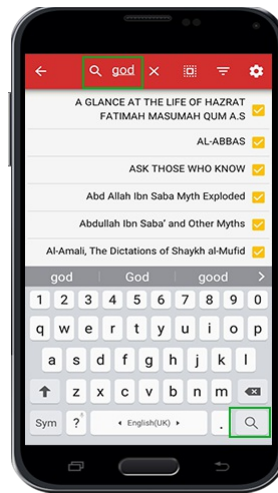 god
A GLANCE AT THE LIFE OF HAZRAT
FATIMAH MASUMAH QUM A.S
AL-ABBAS
ASK THOSE WHO KNOW
Abd Allah Ibn Saba Myth Exploded
Abdullah Ibn Saba' and Other Myths
Al-Amali, The Dictations of Shaykh al-Mufid
god God good
1 2 3 4 5 6 7 8 9 0
q w e r t y u i o p
a s d f g h j k l
z x c v b n m
Sym ? English(UK) .